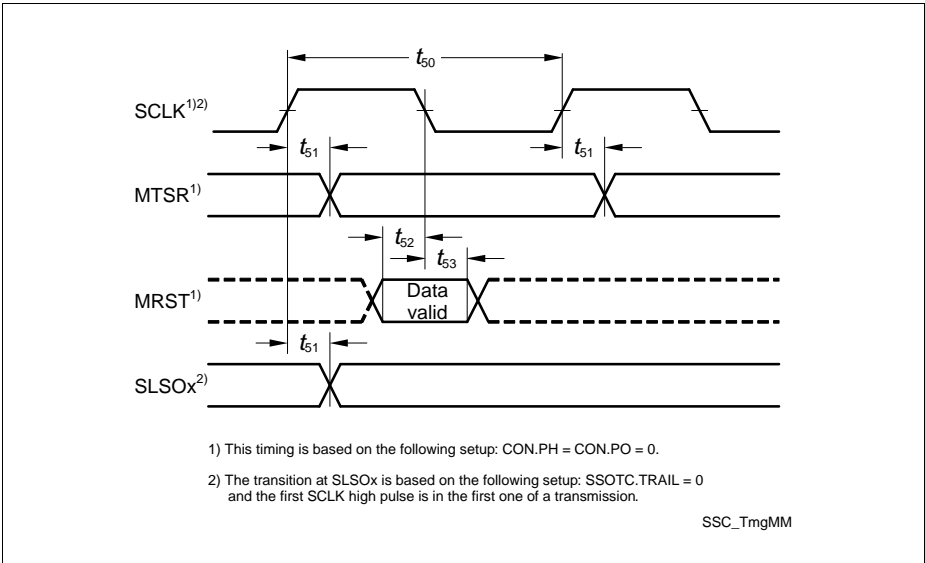 t50
SCLK1)2)
t51
t51
MTSR1)
t52
t53
MRST1)
Data
valid
t51
SLSOx2)
1) This timing is based on the following setup: CON.PH = CON.PO = 0.
2) The transition at SLSOx is based on the following setup: SSOTC.TRAIL = 0
and the first SCLK high pulse is in the first one of a transmission.
SSC_TmgMM